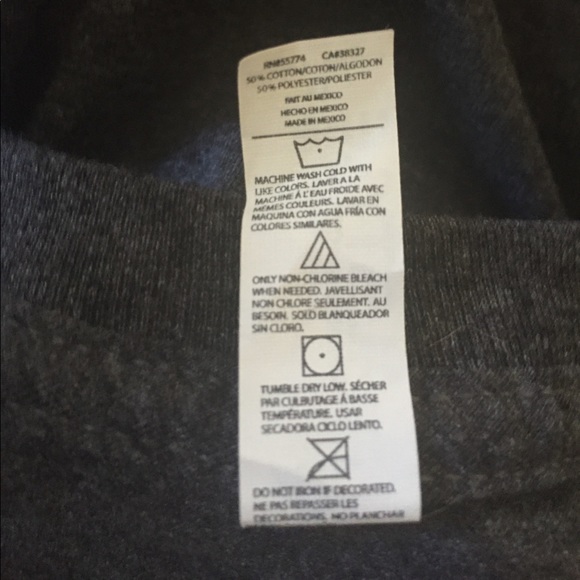 RN#55774 CA#38327
50% COTTON/COTON/ALGODON
50% POLYESTER/POLIESTER
FAIT AU MEXICO
HECHO EN MEXICO
MADE IN MEXICO
MACHINE WASH COLD WITH
LIKE COLORS. LAVER A LA
MACHINE À L'EAU FROIDE AVEC
MÊMES COULEURS. LAVAR EN
MAQUINA CON AGUA FRÍA CON
COLORES SIMILARES.
ONLY NON-CHLORINE BLEACH
WHEN NEEDED. JAVELLISANT
NON CHLORE SEULEMENT. AU
BESOIN. SOLO BLANQUEADOR
SIN CLORO.
TUMBLE DRY LOW. SÉCHER
PAR CULBUTAGE À BASSE
TEMPÉRATURE. USAR
SECADORA CICLO LENTO.
DO NOT IRON IF DECORATED.
NE PAS REPASSER LES
DECORATIONS. NO PLANCHAR